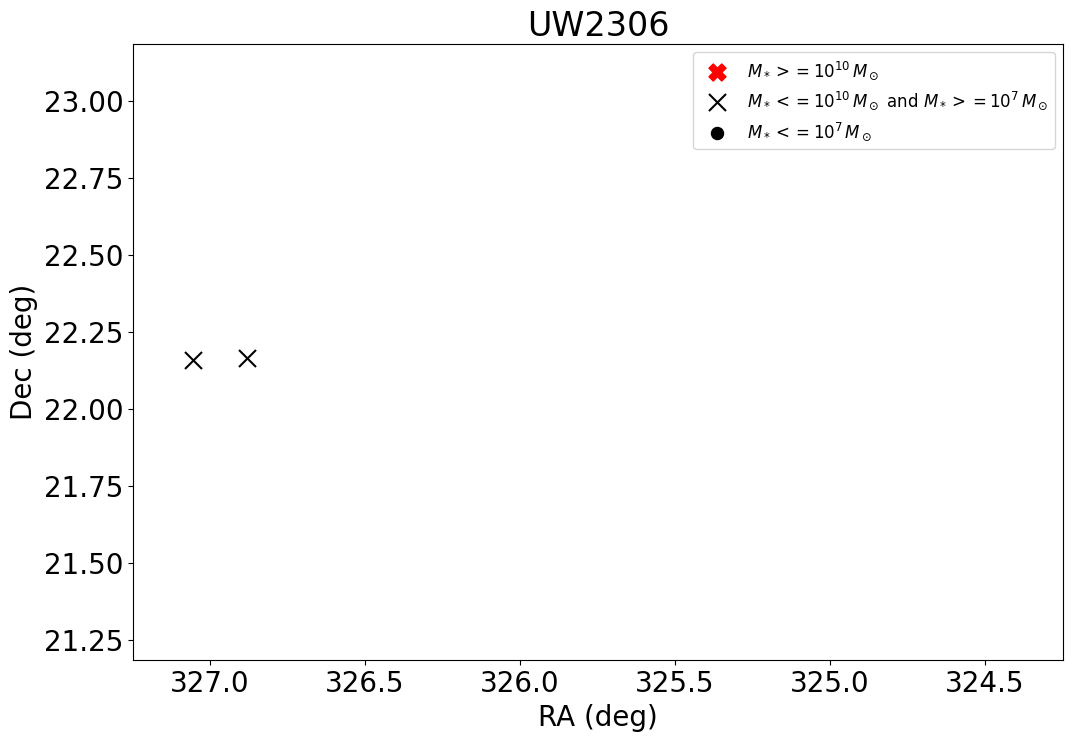 UW2306
M* >= 10^10 M⊙
M* <= 10^10 M⊙ and M* >= 10^7 M⊙
M* <= 10^7 M⊙
23.00
22.75
22.50
22.25
22.00
21.75
21.50
21.25
Dec (deg)
327.0 326.5 326.0 325.5 325.0 324.5
RA (deg)